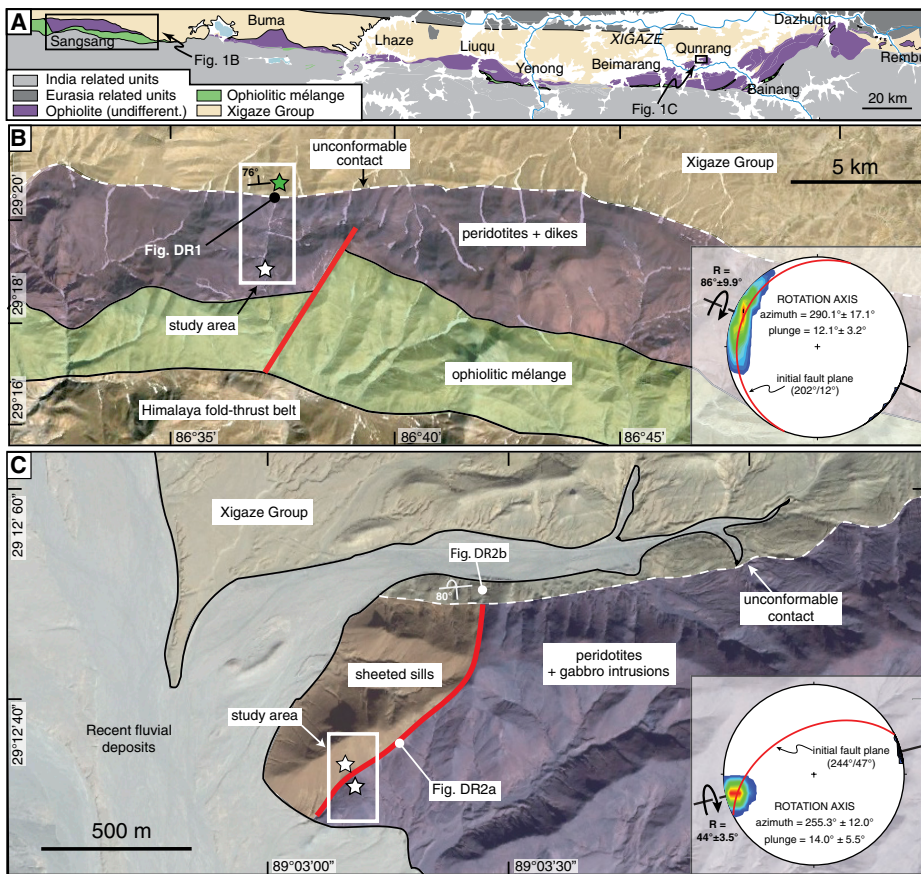 A
Buma
Dazhuqu
Sangsang
Lhaze
Liuqu
XIGAZE
Qunrang
Fig. 1B
Yenong
Beimarang
Bainang
Fig. 1C
India related units
Eurasia related units
Ophiolite (undifferent.)
Ophiolitic mélange
Xigaze Group
20 km
B
unconformable
contact
Xigaze Group
5 km
76°
29°20'
Fig. DR1
peridotites + dikes
29°18'
study area
ophiolitic mélange
29°16'
Himalaya fold-thrust belt
86°35'
86°40'
86°45'
R =
86°±9.9°
ROTATION AXIS
azimuth = 290.1°± 17.1°
plunge = 12.1°± 3.2°
initial fault plane
(202°/12°)
C
Xigaze Group
29 12' 60"
Fig. DR2b
80°
unconformable
contact
peridotites
+ gabbro intrusions
sheeted sills
29°12'40"
study area
Recent fluvial
deposits
Fig. DR2a
500 m
89°03'00"
89°03'30"
initial fault plane
(244°/47°)
R =
44°±3.5°
ROTATION AXIS
azimuth = 255.3° ± 12.0°
plunge = 14.0° ± 5.5°